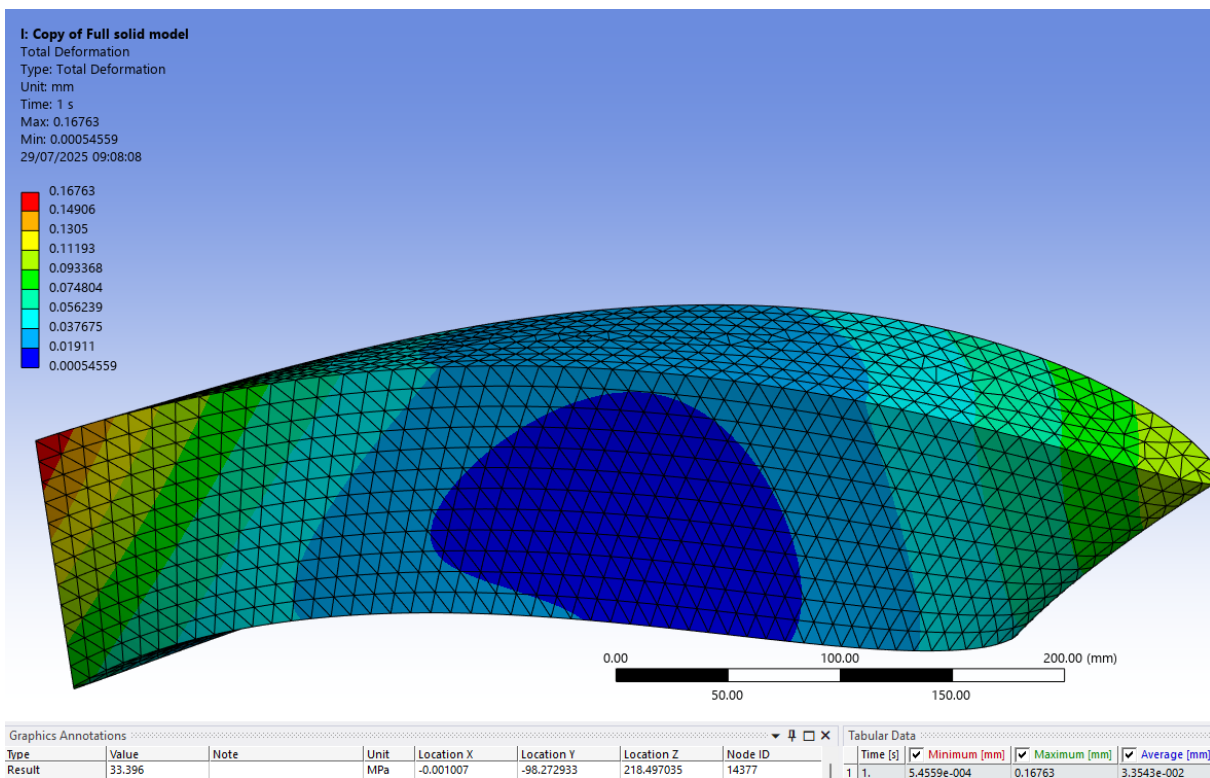 I: Copy of Full solid model
Total Deformation
Type: Total Deformation
Unit: mm
Time: 1 s
Max: 0.16763
Min: 0.00054559
29/07/2025 09:08:08
0.16763
0.14906
0.1305
0.11193
0.093368
0.074804
0.056239
0.037675
0.01911
0.00054559
0.00 100.00 200.00 (mm)
50.00 150.00
Graphics Annotations
Type Value Note Unit Location X Location Y Location Z Node ID
Result 33.396 MPa -0.001007 -98.272933 218.497035 14377
Tabular Data
Time [s] Minimum [mm] Maximum [mm] Average [mm]
1 1. 5.4559e-004 0.16763 3.3543e-002